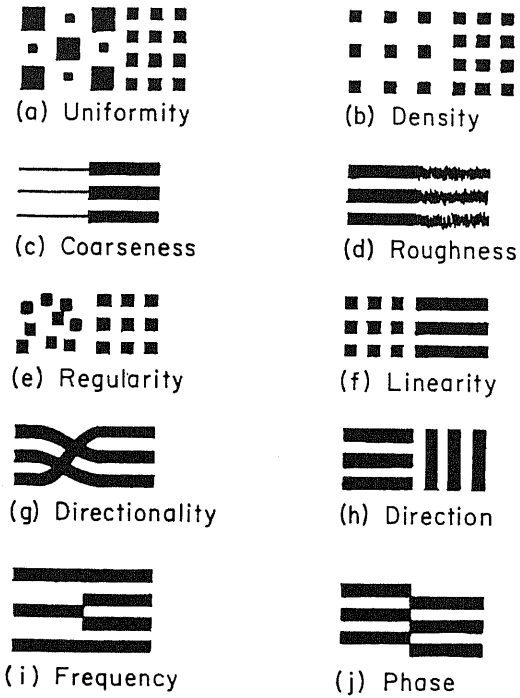 (a) Uniformity
(b) Density
(c) Coarseness
(d) Roughness
(e) Regularity
(f) Linearity
(g) Directionality
(h) Direction
(i) Frequency
(j) Phase